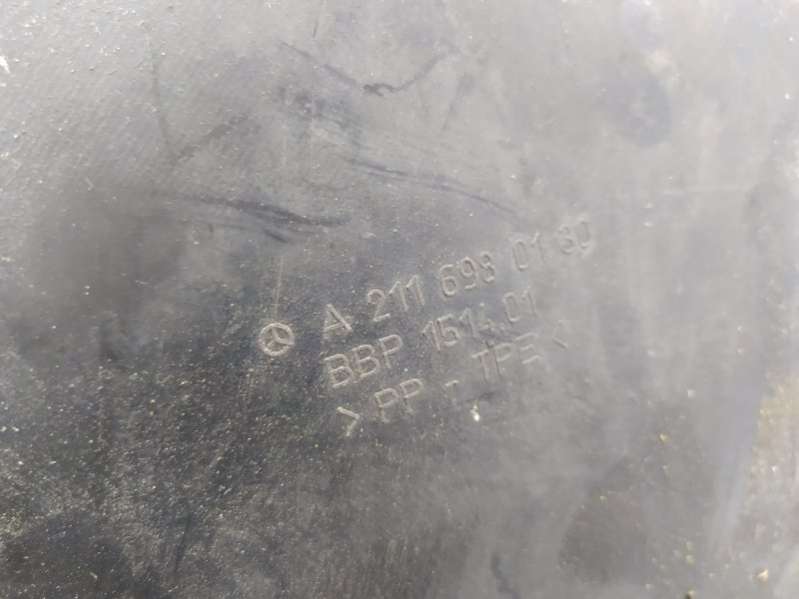 A 211 698 01 30
BBP 1514.01
> PP - TPE <